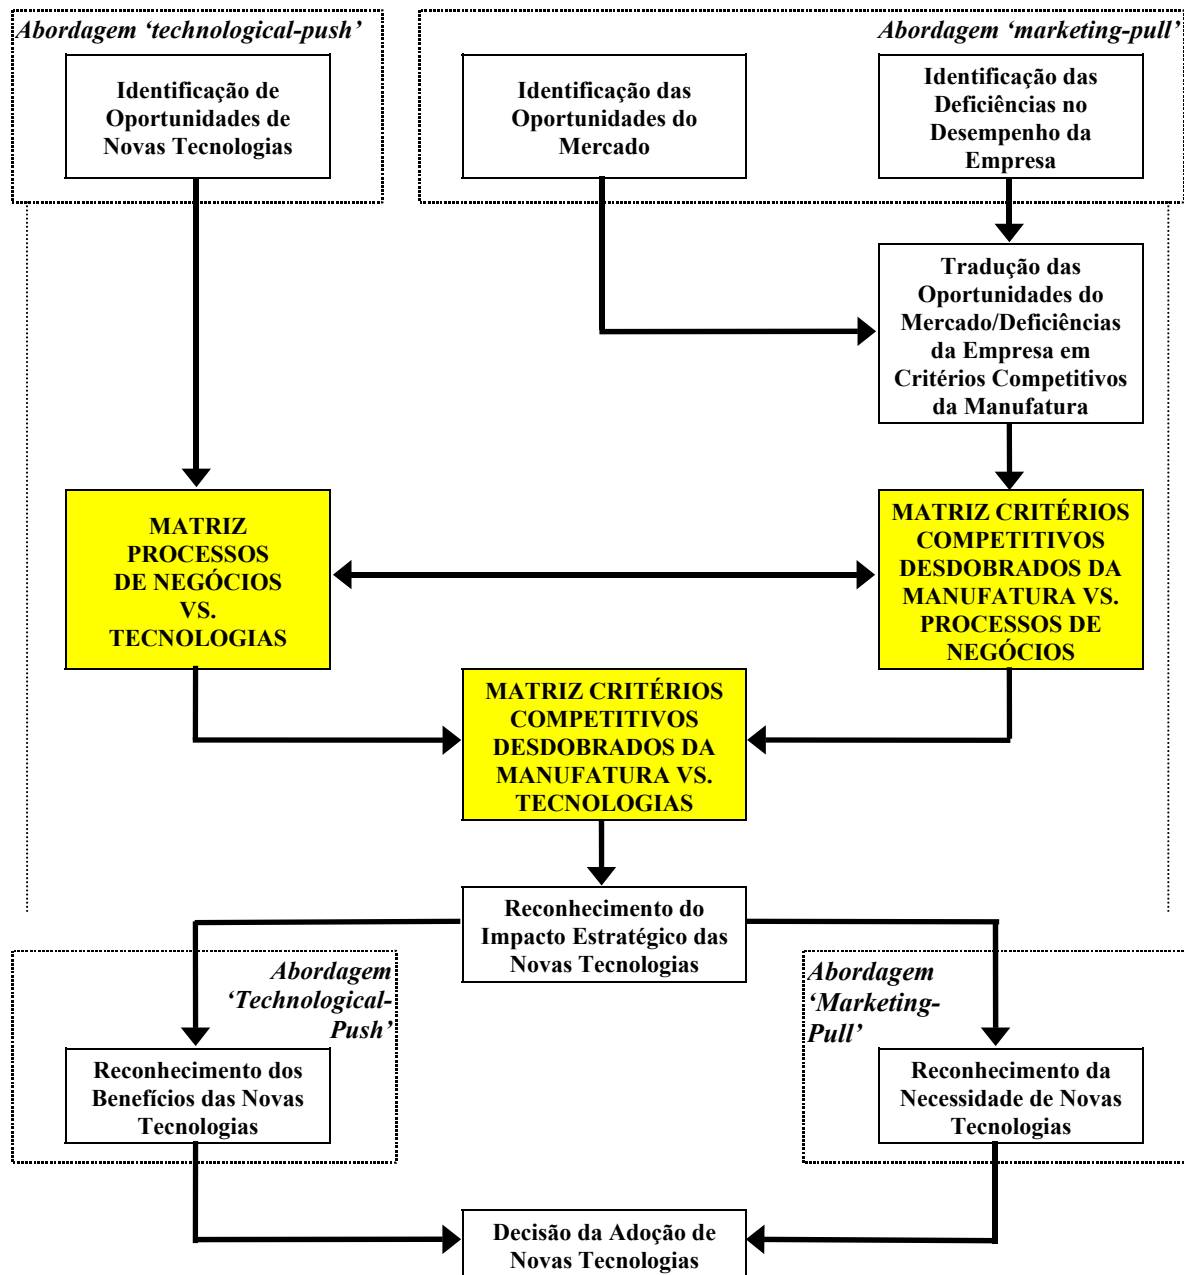 Abordagem ‘technological-push’
Identificação de
Oportunidades de
Novas Tecnologias
Abordagem ‘marketing-pull’
Identificação das
Oportunidades do
Mercado
Identificação das
Deficiências no
Desempenho da
Empresa
Tradução das
Oportunidades do
Mercado/Deficiências
da Empresa em
Critérios Competitivos
da Manufatura
MATRIZ
PROCESSOS
DE NEGÓCIOS
VS.
TECNOLOGIAS
MATRIZ CRITÉRIOS
COMPETITIVOS
DESDOBRADOS DA
MANUFATURA VS.
PROCESSOS DE
NEGÓCIOS
MATRIZ CRITÉRIOS
COMPETITIVOS
DESDOBRADOS DA
MANUFATURA VS.
TECNOLOGIAS
Reconhecimento do
Impacto Estratégico das
Novas Tecnologias
Abordagem
‘Technological-
Push’
Reconhecimento dos
Benefícios das Novas
Tecnologias
Abordagem
‘Marketing-
Pull’
Reconhecimento da
Necessidade de Novas
Tecnologias
Decisão da Adoção de
Novas Tecnologias